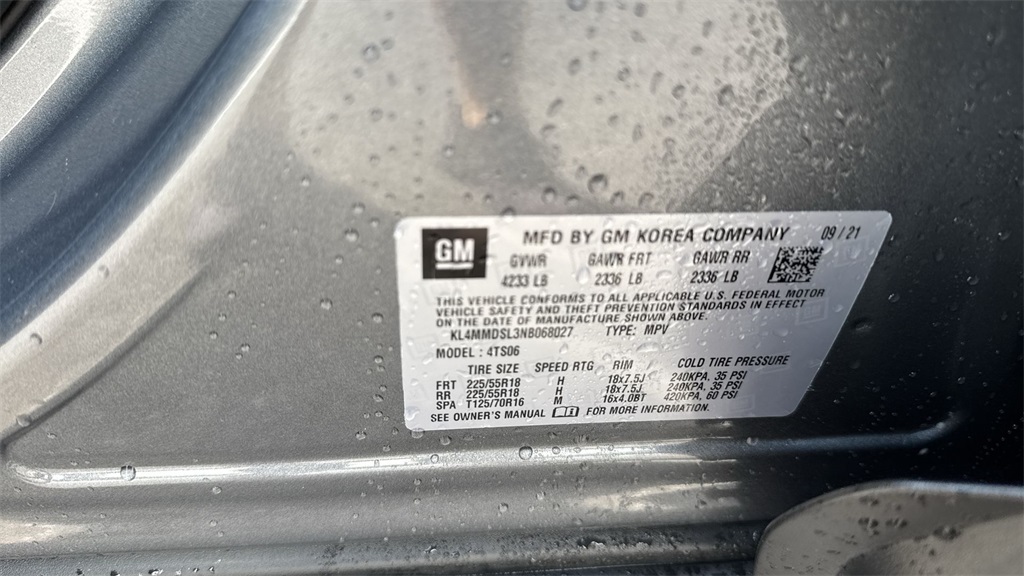 GM MFD BY GM KOREA COMPANY 09/21
GVWR GAWR FRT GAWR RR
4233 LB 2336 LB 2336 LB
THIS VEHICLE CONFORMS TO ALL APPLICABLE U.S. FEDERAL MOTOR
VEHICLE SAFETY AND THEFT PREVENTION STANDARDS IN EFFECT
ON THE DATE OF MANUFACTURE SHOWN ABOVE.
KL4MMDSL3NB068027 TYPE: MPV
MODEL: 4TS06
TIRE SIZE SPEED RTG RIM COLD TIRE PRESSURE
FRT 225/55R18 H 18x7.5J 240KPA, 35 PSI
RR 225/55R18 H 18x7.5J 240KPA, 35 PSI
SPA T125/70R16 M 16x4.0BT 420KPA, 60 PSI
SEE OWNER'S MANUAL FOR MORE INFORMATION.